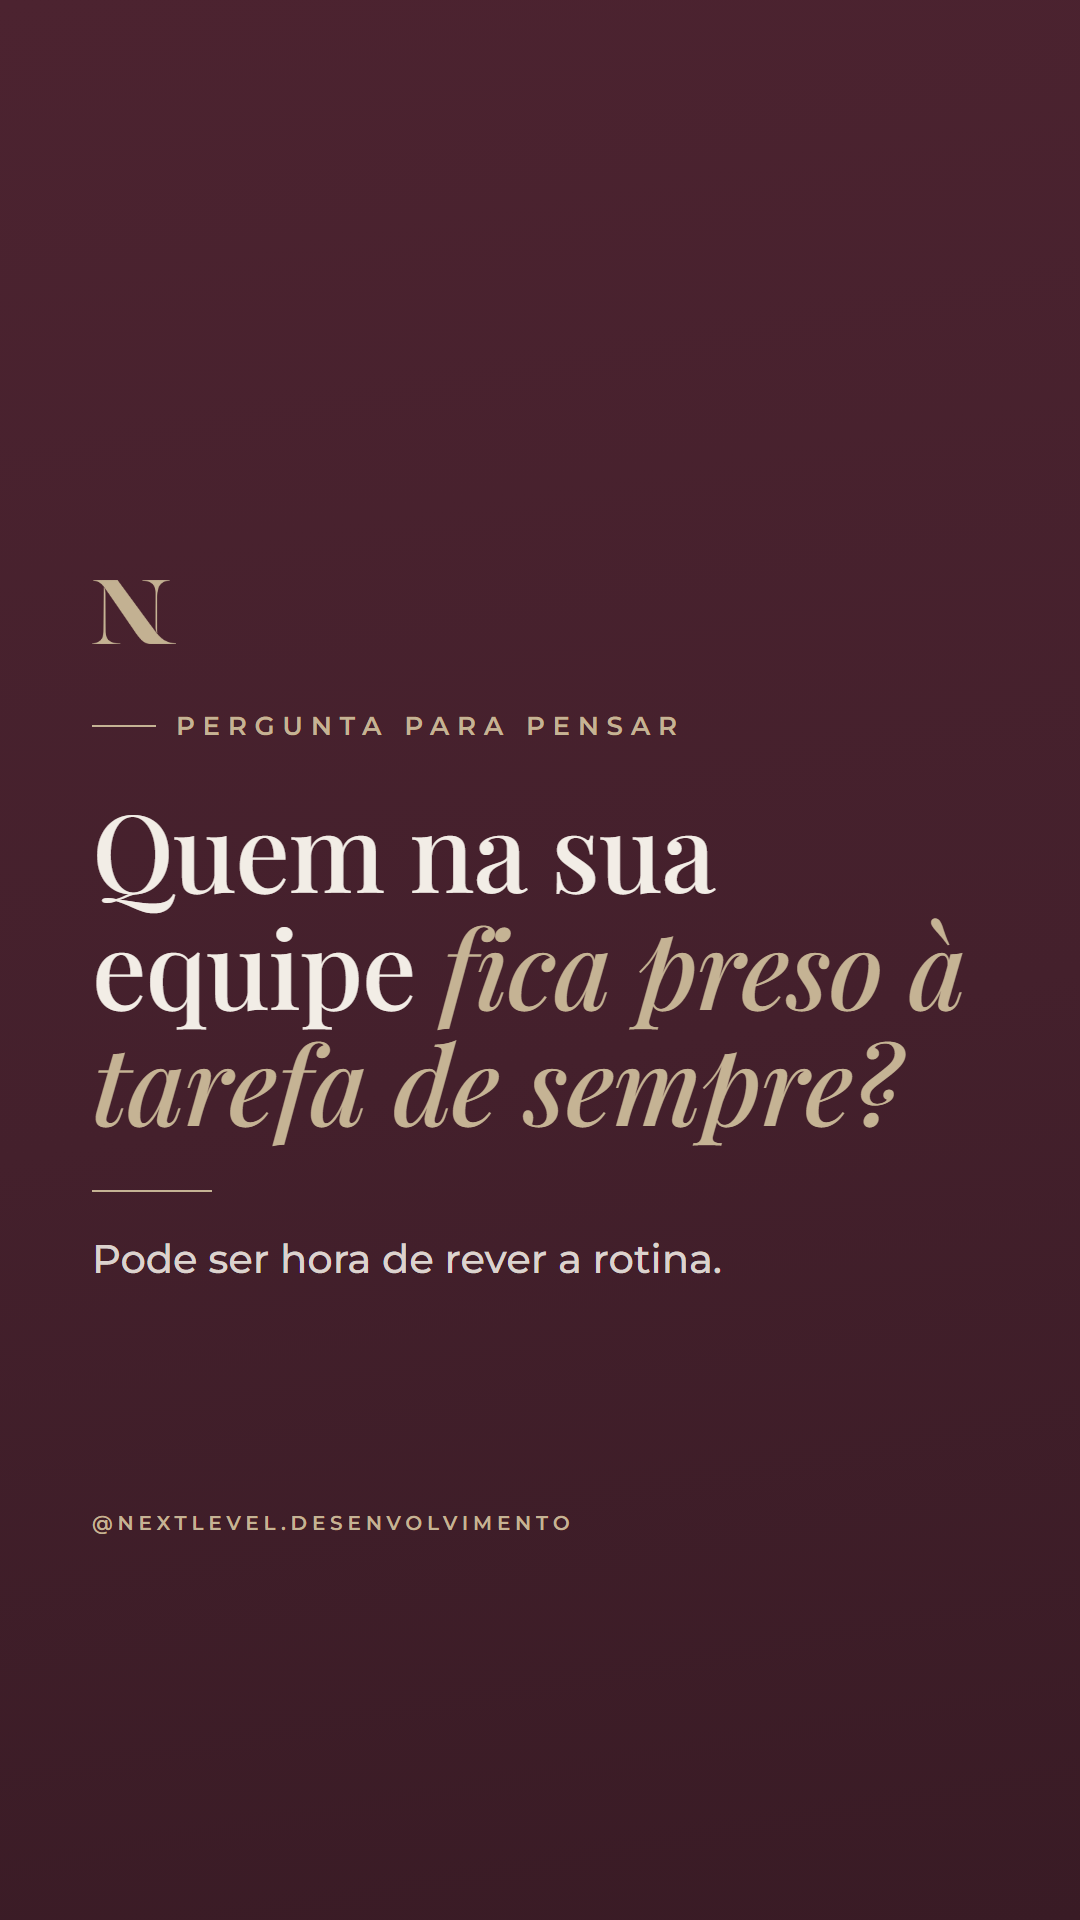 N
PERGUNTA PARA PENSAR
Quem na sua
equipe fica preso à
tarefa de sempre?
Pode ser hora de rever a rotina.
@NEXTLEVEL.DESENVOLVIMENTO